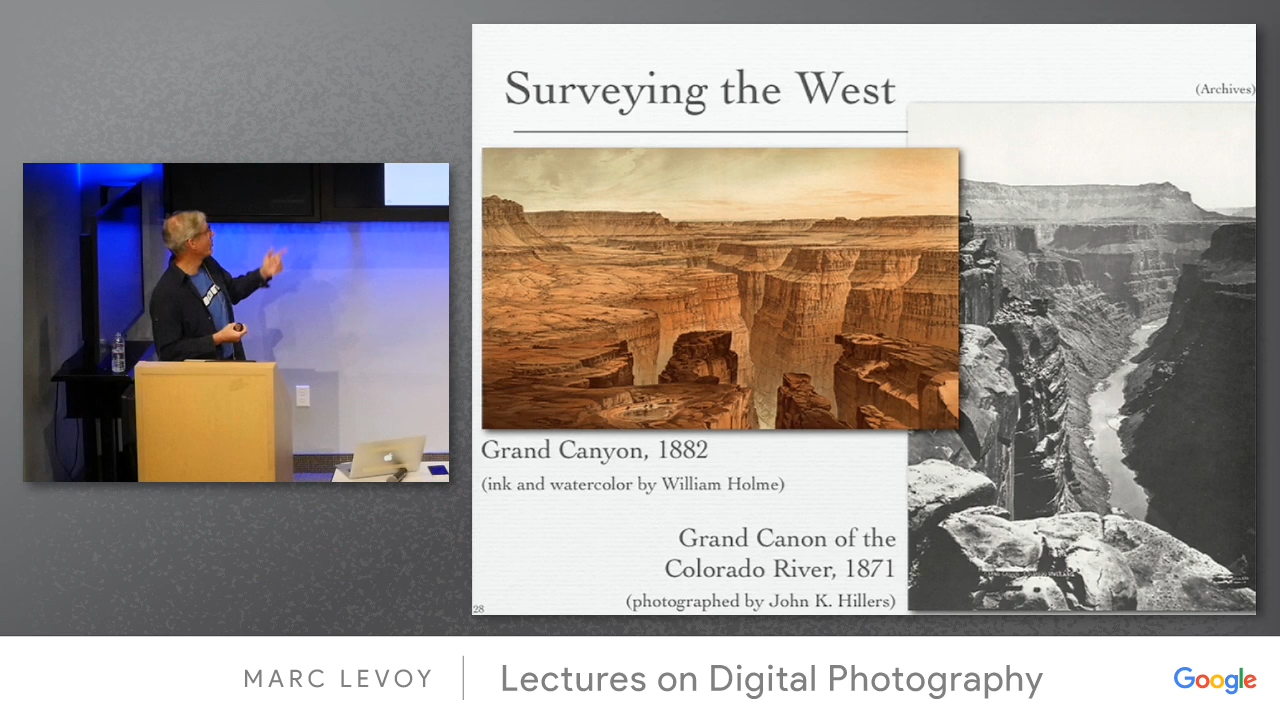 Surveying the West
(Archives)
Grand Canyon, 1882
(ink and watercolor by William Holme)
Grand Canon of the
Colorado River, 1871
(photographed by John K. Hillers)
28
MARC LEVOY
Lectures on Digital Photography
Google